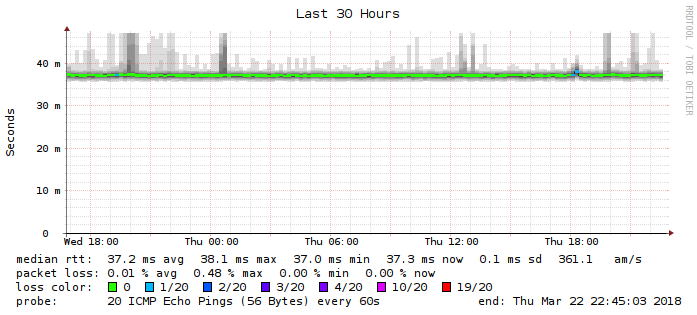 Last 30 Hours
RRDTOOL / TOBI OETIKER
Seconds
40 m
30 m
20 m
10 m
0
Wed 18:00 Thu 00:00 Thu 06:00 Thu 12:00 Thu 18:00
median rtt: 37.2 ms avg 38.1 ms max 37.0 ms min 37.3 ms now 0.1 ms sd 361.1 am/s
packet loss: 0.01 % avg 0.48 % max 0.00 % min 0.00 % now
loss color: 0 1/20 2/20 3/20 4/20 10/20 19/20
probe: 20 ICMP Echo Pings (56 Bytes) every 60s end: Thu Mar 22 22:45:03 2018